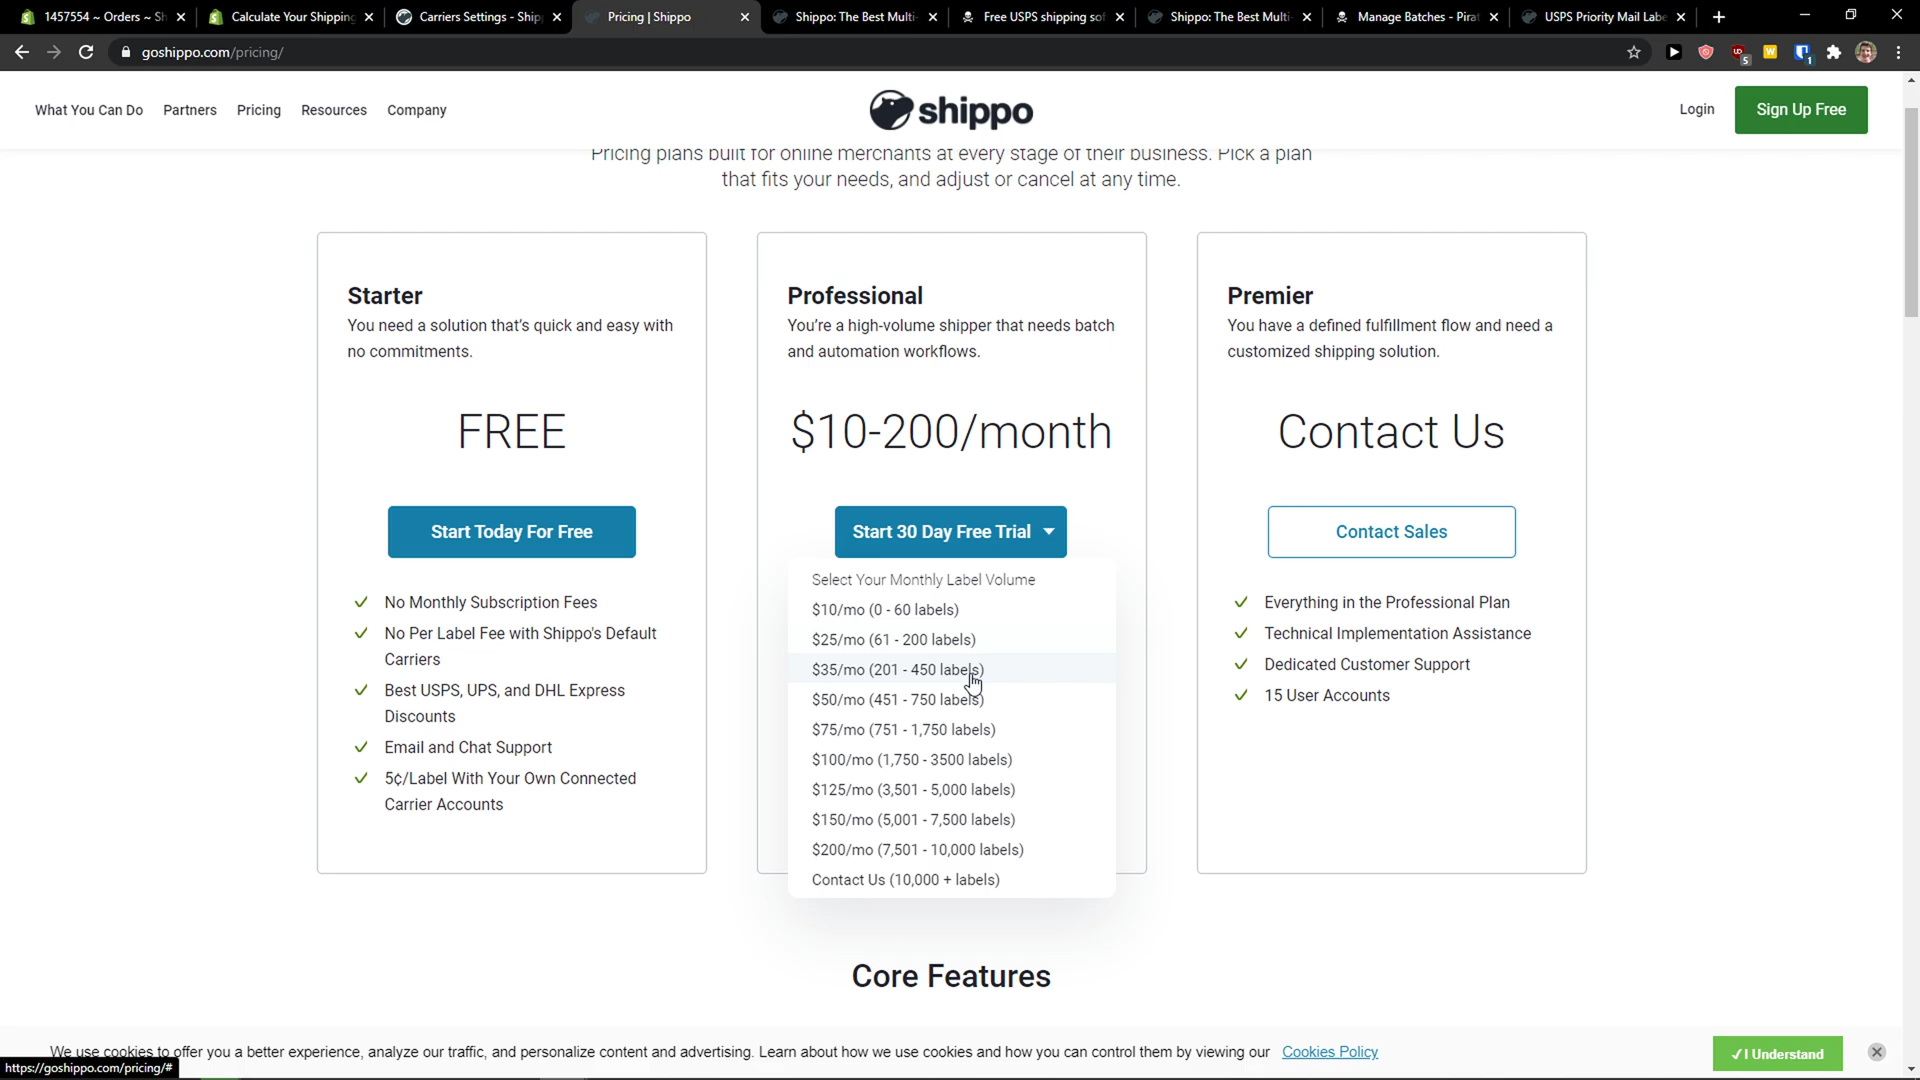 1457554 ~ Orders ~ Sh
Calculate Your Shipping
Carriers Settings - Ship
Pricing | Shippo
Shippo: The Best Multi-
Free USPS shipping sof
Shippo: The Best Multi-
Manage Batches - Pirat
USPS Priority Mail Labe
goshippo.com/pricing/
What You Can Do
Partners
Pricing
Resources
Company
shippo
Login
Sign Up Free
Pricing plans built for online merchants at every stage of their business. Pick a plan
that fits your needs, and adjust or cancel at any time.
Starter
You need a solution that's quick and easy with
no commitments.
FREE
Start Today For Free
No Monthly Subscription Fees
No Per Label Fee with Shippo's Default
Carriers
Best USPS, UPS, and DHL Express
Discounts
Email and Chat Support
5¢/Label With Your Own Connected
Carrier Accounts
Professional
You're a high-volume shipper that needs batch
and automation workflows.
$10-200/month
Start 30 Day Free Trial
Select Your Monthly Label Volume
$10/mo (0 - 60 labels)
$25/mo (61 - 200 labels)
$35/mo (201 - 450 labels)
$50/mo (451 - 750 labels)
$75/mo (751 - 1,750 labels)
$100/mo (1,750 - 3500 labels)
$125/mo (3,501 - 5,000 labels)
$150/mo (5,001 - 7,500 labels)
$200/mo (7,501 - 10,000 labels)
Contact Us (10,000 + labels)
Premier
You have a defined fulfillment flow and need a
customized shipping solution.
Contact Us
Contact Sales
Everything in the Professional Plan
Technical Implementation Assistance
Dedicated Customer Support
15 User Accounts
Core Features
We use cookies to offer you a better experience, analyze our traffic, and personalize content and advertising. Learn about how we use cookies and how you can control them by viewing our Cookies Policy
✓ I Understand
https://goshippo.com/pricing/#